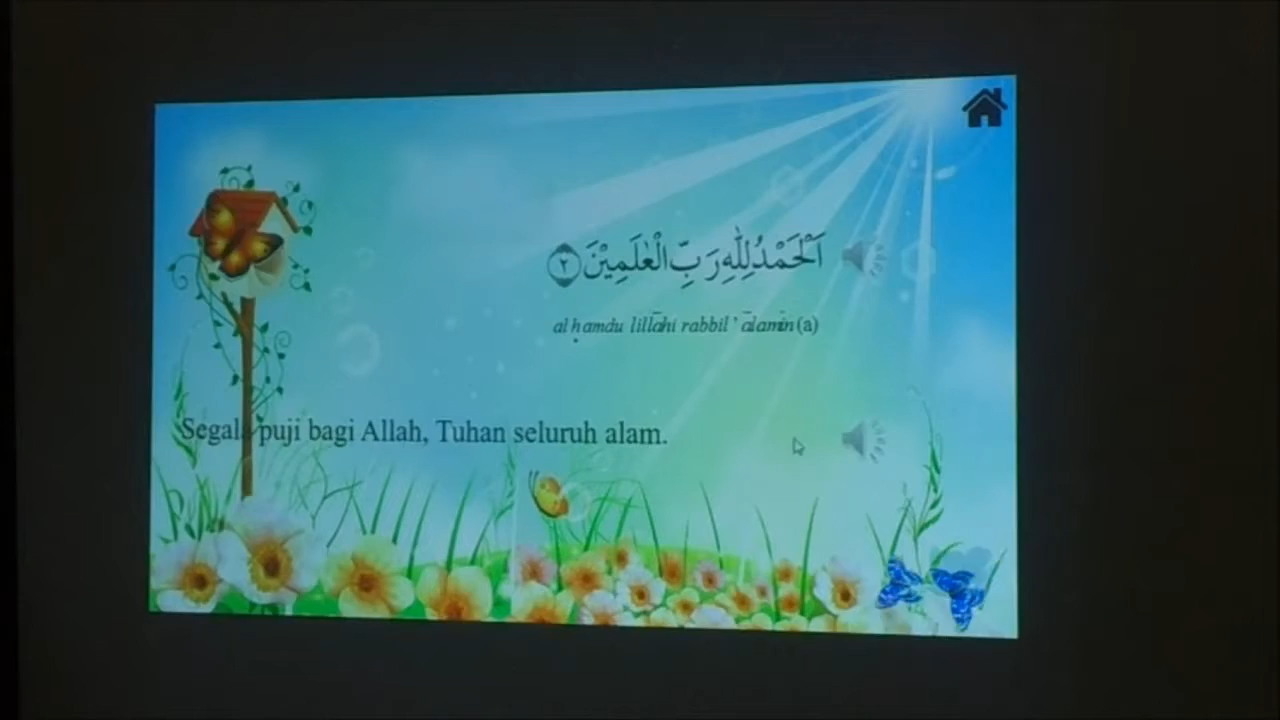 اَلْحَمْدُ لِلّٰهِ رَبِّ الْعٰلَمِيْنَ ٢
al ḥamdu lillāhi rabbil ’ ālamīn (a)
Segala puji bagi Allah, Tuhan seluruh alam.